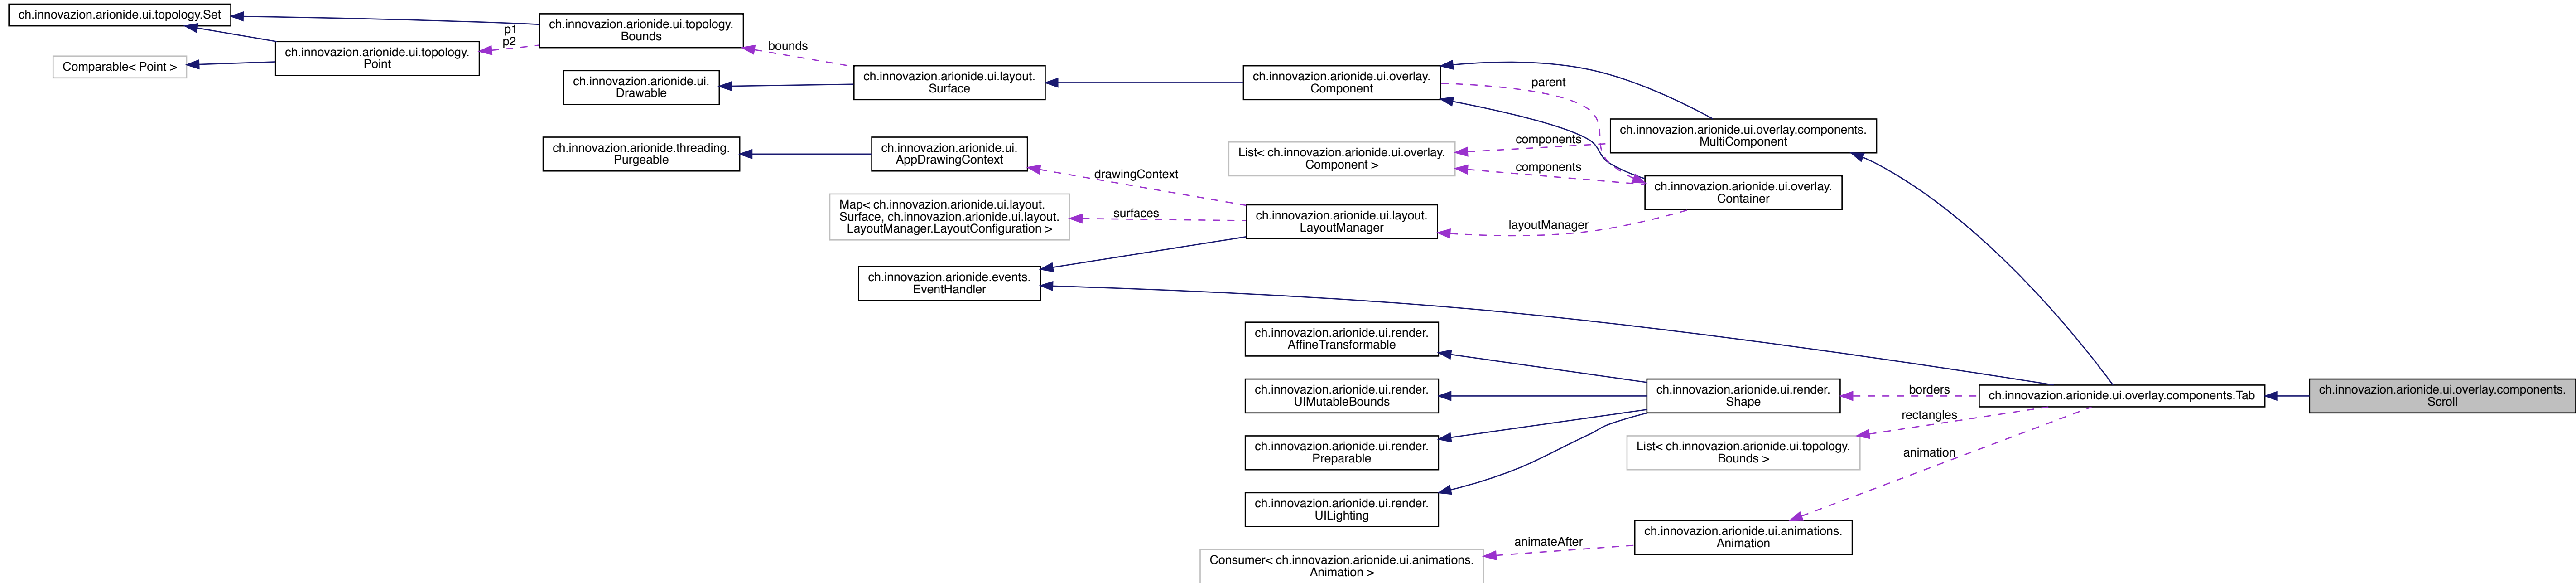 ch.innovazion.arionide.ui.topology.Set
ch.innovazion.arionide.ui.topology.
Bounds
p1
p2
ch.innovazion.arionide.ui.topology.
Point
Comparable< Point >
bounds
ch.innovazion.arionide.ui.
Drawable
ch.innovazion.arionide.ui.layout.
Surface
ch.innovazion.arionide.ui.overlay.
Component
parent
ch.innovazion.arionide.ui.overlay.components.
MultiComponent
components
List< ch.innovazion.arionide.ui.overlay.
Component >
components
ch.innovazion.arionide.threading.
Purgeable
ch.innovazion.arionide.ui.
AppDrawingContext
drawingContext
ch.innovazion.arionide.ui.overlay.
Container
Map< ch.innovazion.arionide.ui.layout.
Surface, ch.innovazion.arionide.ui.layout.
LayoutManager.LayoutConfiguration >
surfaces
ch.innovazion.arionide.ui.layout.
LayoutManager
layoutManager
ch.innovazion.arionide.events.
EventHandler
ch.innovazion.arionide.ui.render.
AffineTransformable
ch.innovazion.arionide.ui.render.
UIMutableBounds
ch.innovazion.arionide.ui.render.
Shape
borders
ch.innovazion.arionide.ui.overlay.components.Tab
ch.innovazion.arionide.ui.overlay.components.
Scroll
rectangles
ch.innovazion.arionide.ui.render.
Preparable
List< ch.innovazion.arionide.ui.topology.
Bounds >
animation
ch.innovazion.arionide.ui.render.
UILighting
ch.innovazion.arionide.ui.animations.
Animation
animateAfter
Consumer< ch.innovazion.arionide.ui.animations.
Animation >